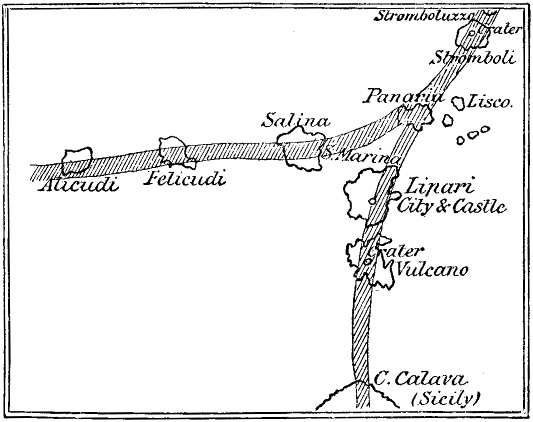 Stromboluzzo
Crater
Stromboli
Panaria
Lisco.
Salina
S. Marina
Alicudi
Felicudi
Lipari
City & Castle
Crater
Vulcano
C. Calava
(Sicily)